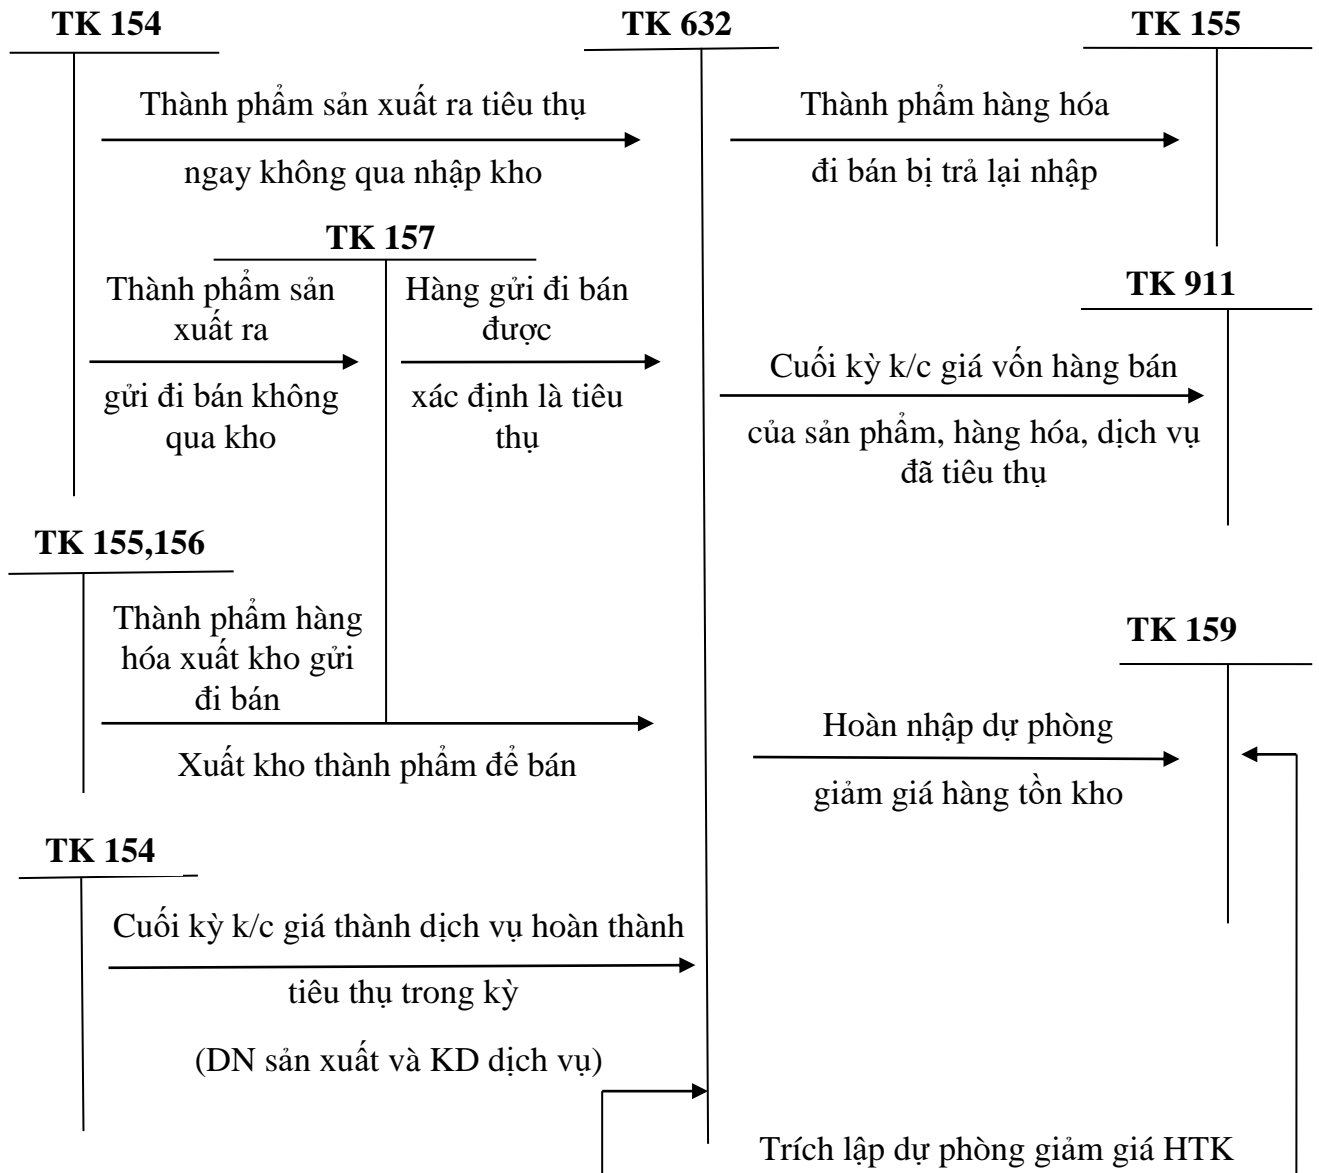 TK 154
TK 632
TK 155
Thành phẩm sản xuất ra tiêu thụ
ngay không qua nhập kho
Thành phẩm hàng hóa
đi bán bị trả lại nhập
TK 157
Thành phẩm sản
xuất ra
gửi đi bán không
qua kho
Hàng gửi đi bán
được
xác định là tiêu
thụ
TK 911
Cuối kỳ k/c giá vốn hàng bán
của sản phẩm, hàng hóa, dịch vụ
đã tiêu thụ
TK 155,156
Thành phẩm hàng
hóa xuất kho gửi
đi bán
Xuất kho thành phẩm để bán
TK 159
Hoàn nhập dự phòng
giảm giá hàng tồn kho
TK 154
Cuối kỳ k/c giá thành dịch vụ hoàn thành
tiêu thụ trong kỳ
(DN sản xuất và KD dịch vụ)
Trích lập dự phòng giảm giá HTK